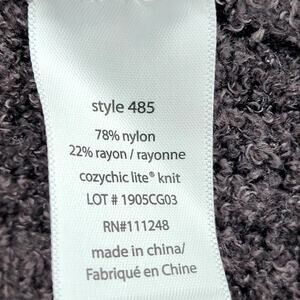 style 485
78% nylon
22% rayon / rayonne
cozychic lite® knit
LOT # 1905CG03
RN#111248
made in china/
Fabriqué en Chine